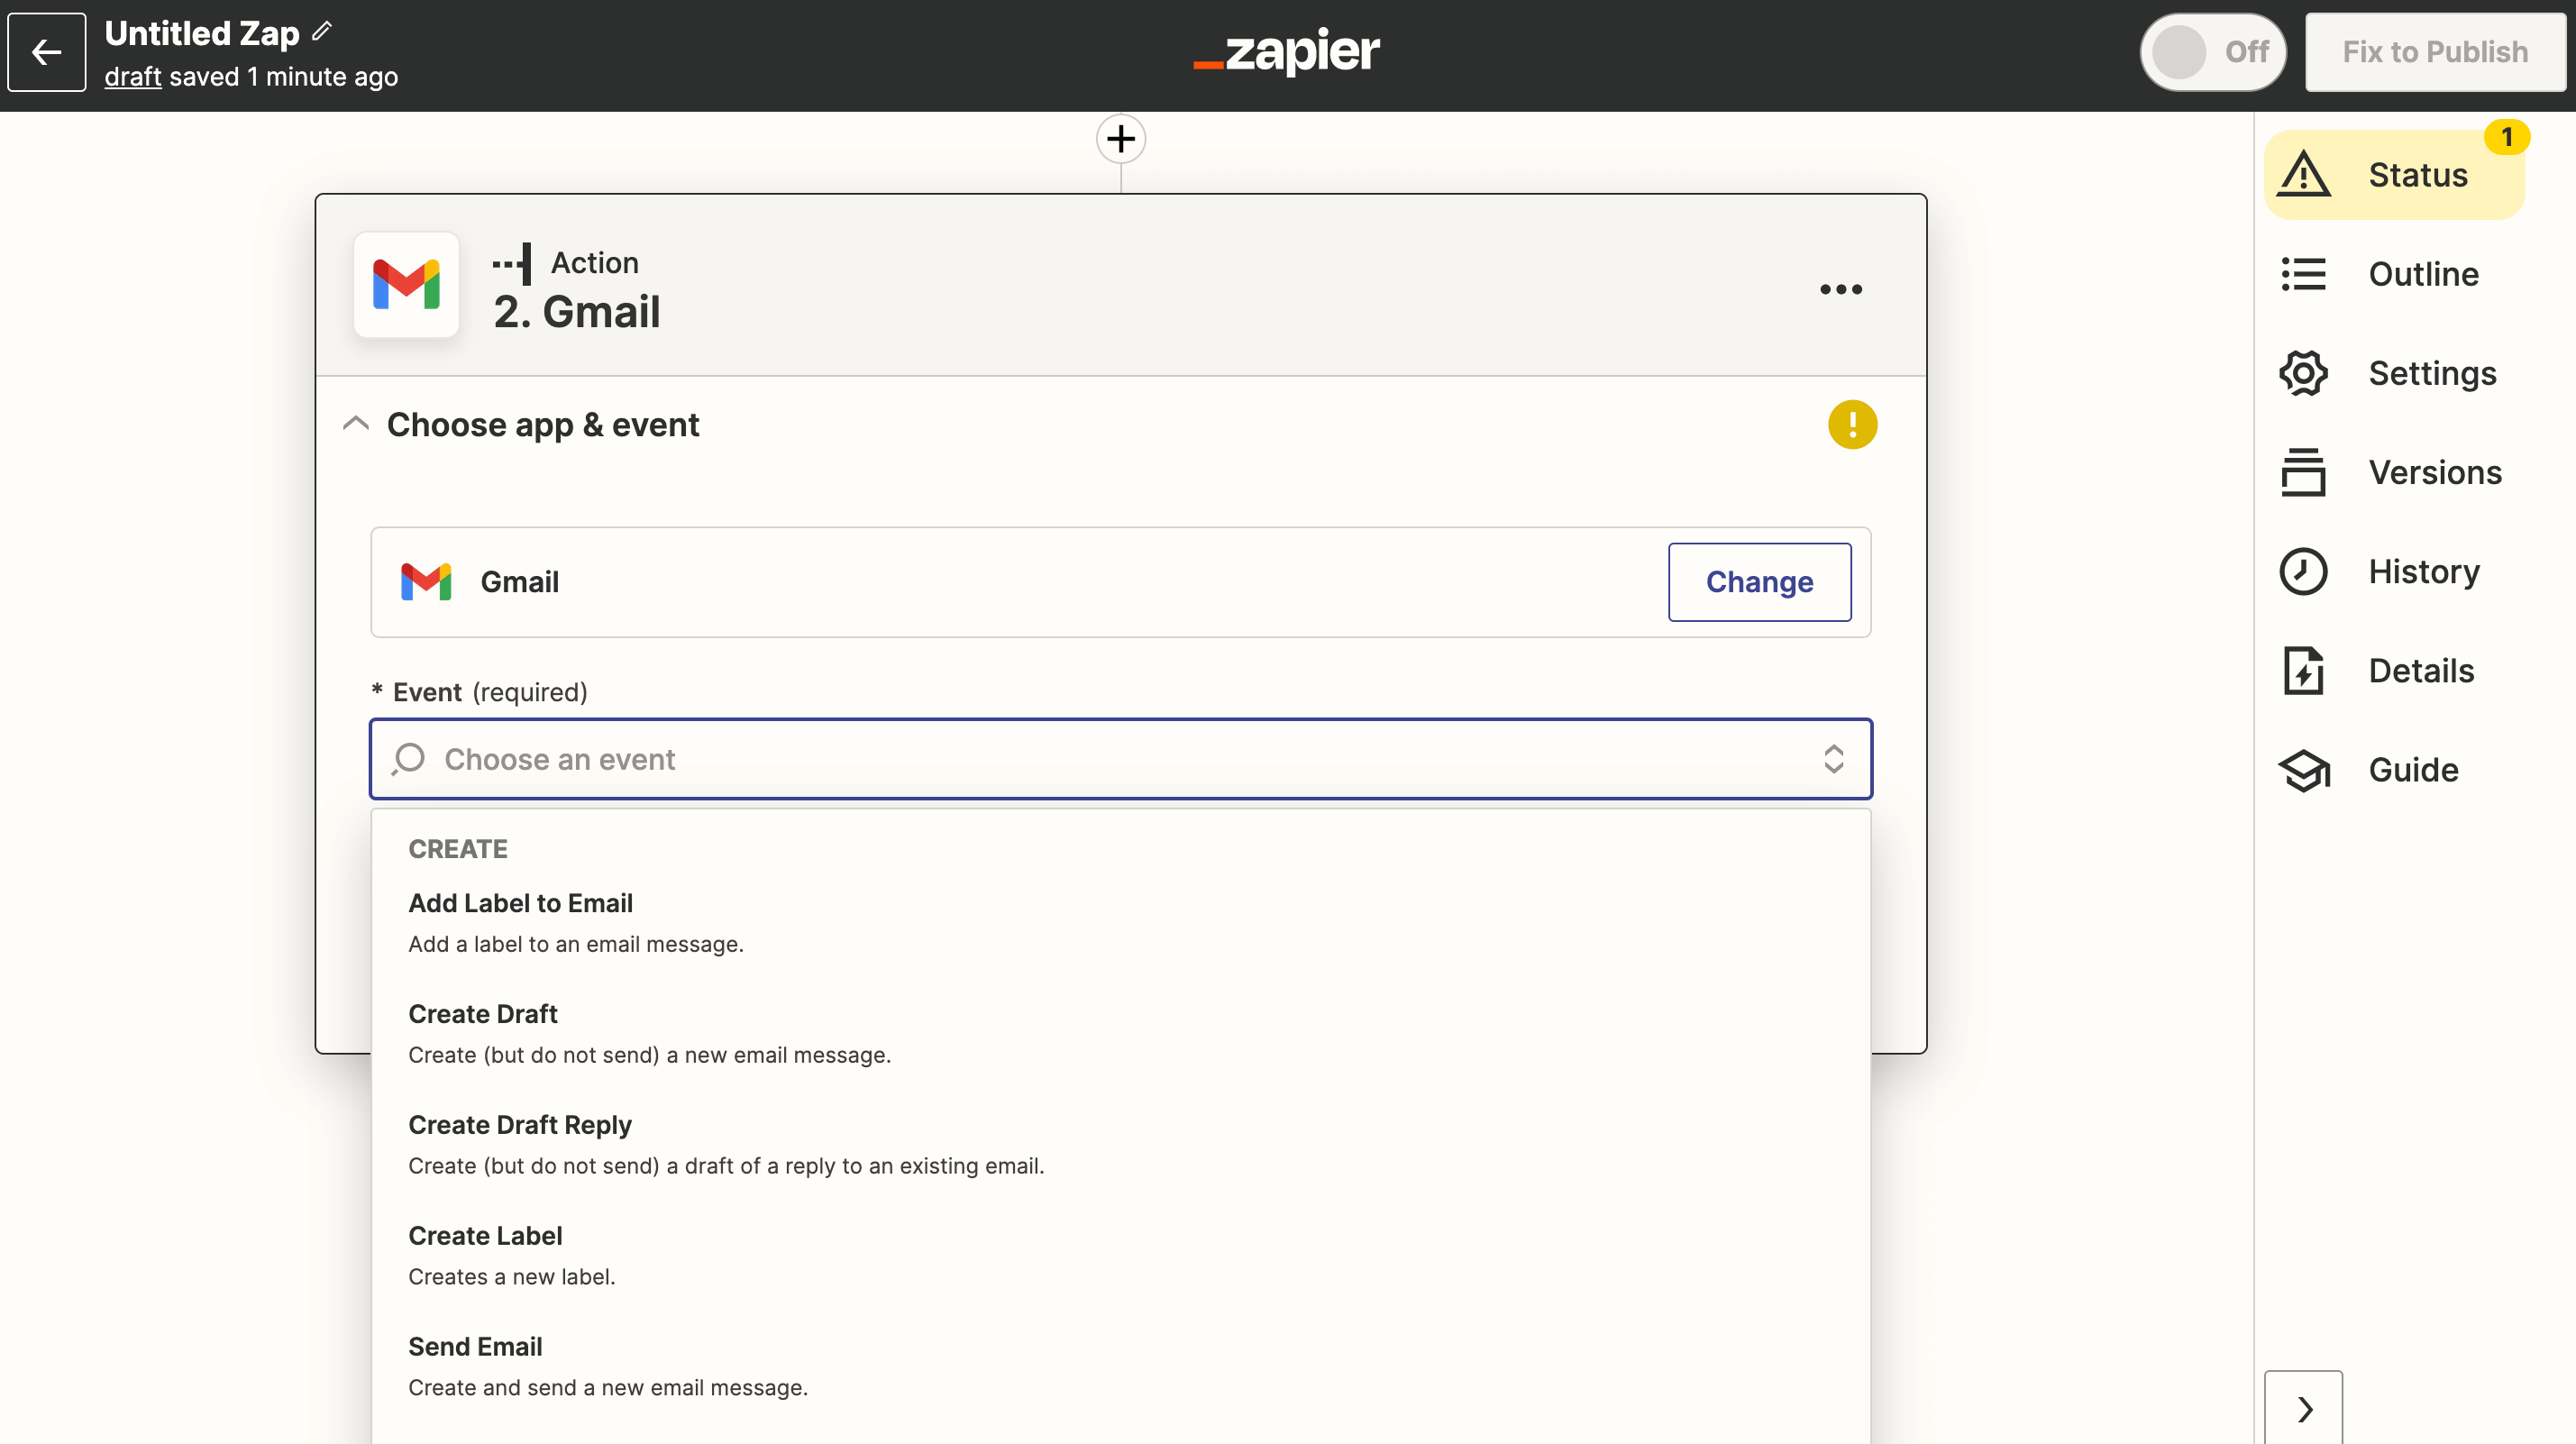 Untitled Zap
draft saved 1 minute ago
zapier
Off
Fix to Publish
1
Status
Outline
Settings
Versions
History
Details
Guide
Action
2. Gmail
Choose app & event
Gmail
Change
* Event (required)
Choose an event
CREATE
Add Label to Email
Add a label to an email message.
Create Draft
Create (but do not send) a new email message.
Create Draft Reply
Create (but do not send) a draft of a reply to an existing email.
Create Label
Creates a new label.
Send Email
Create and send a new email message.